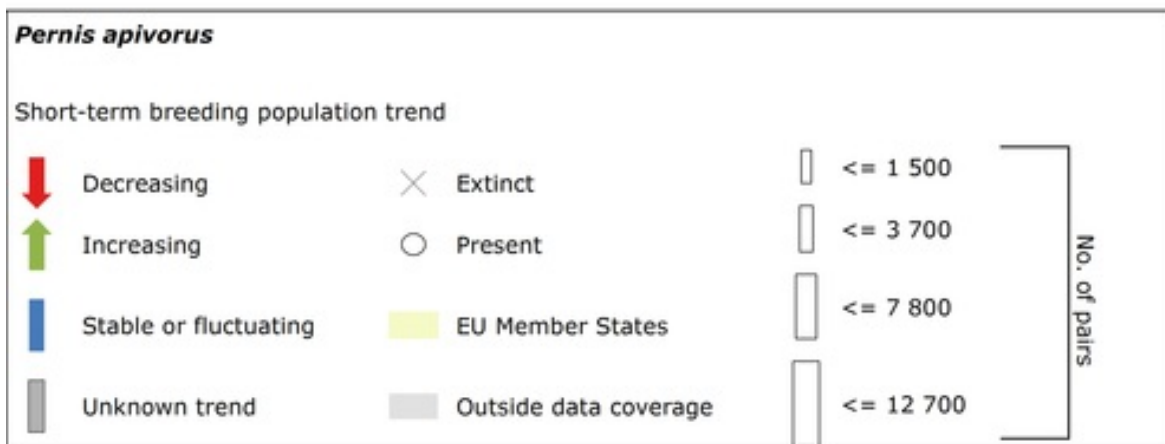 Pernis apivorus
Short-term breeding population trend
Decreasing
Extinct
<= 1 500
Increasing
Present
<= 3 700
Stable or fluctuating
EU Member States
<= 7 800
Unknown trend
Outside data coverage
<= 12 700
No. of pairs